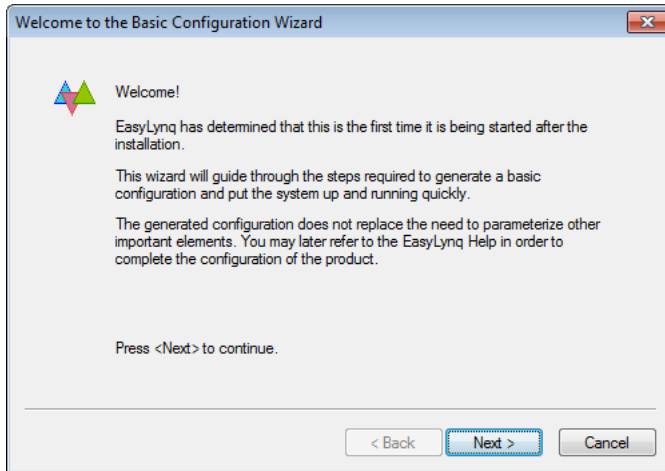 Welcome to the Basic Configuration Wizard
Welcome!
EasyLynq has determined that this is the first time it is being started after the
installation.
This wizard will guide through the steps required to generate a basic
configuration and put the system up and running quickly.
The generated configuration does not replace the need to parameterize other
important elements. You may later refer to the EasyLynq Help in order to
complete the configuration of the product.
Press <Next> to continue.
< Back
Next >
Cancel